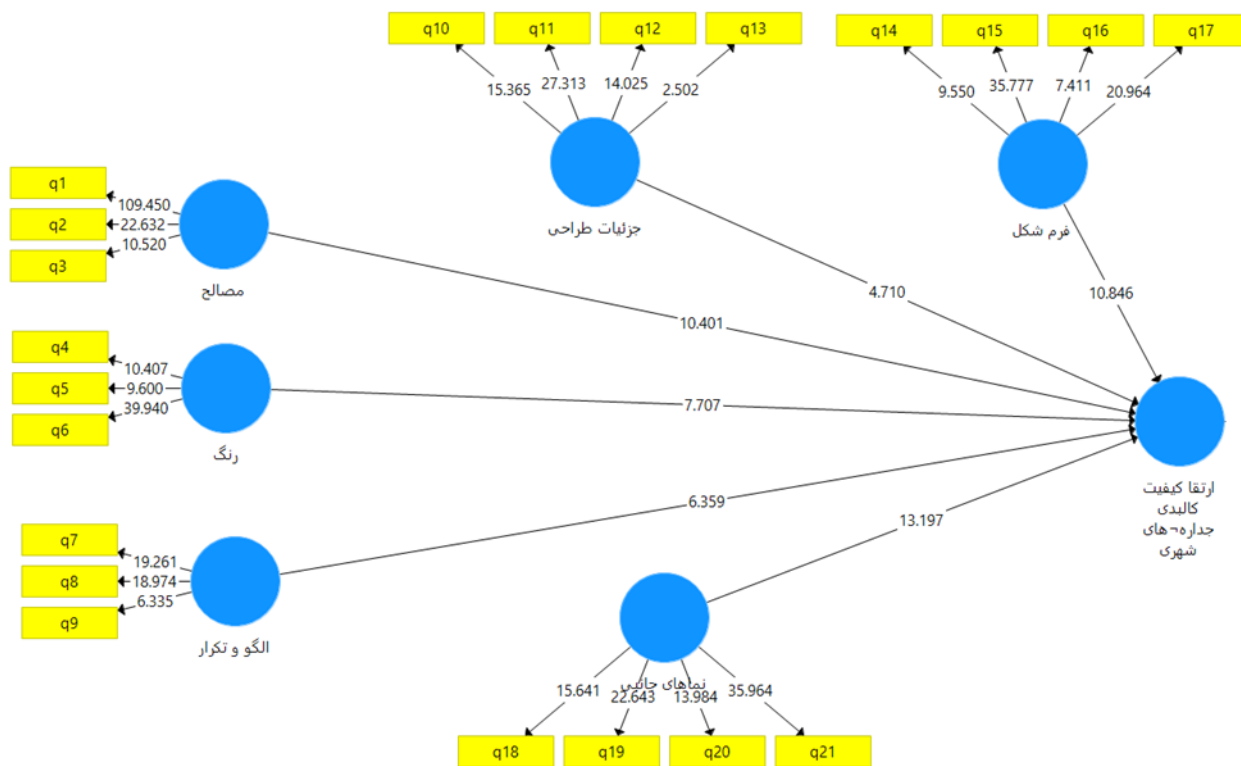 q10
q11
q12
q13
15.365
27.313
14.025
2.502
جزئیات طراحی
q14
q15
q16
q17
9.550
35.777
7.411
20.964
فرم شکل
q1
q2
q3
109.450
22.632
10.520
مصالح
q4
q5
q6
10.407
9.600
39.940
رنگ
q7
q8
q9
19.261
18.974
6.335
الگو و تکرار
4.710
10.846
10.401
7.707
6.359
13.197
ارتقا کیفیت
کالبدی
جداره¬های
شهری
نماهای جانبی
15.641
22.643
13.984
35.964
q18
q19
q20
q21